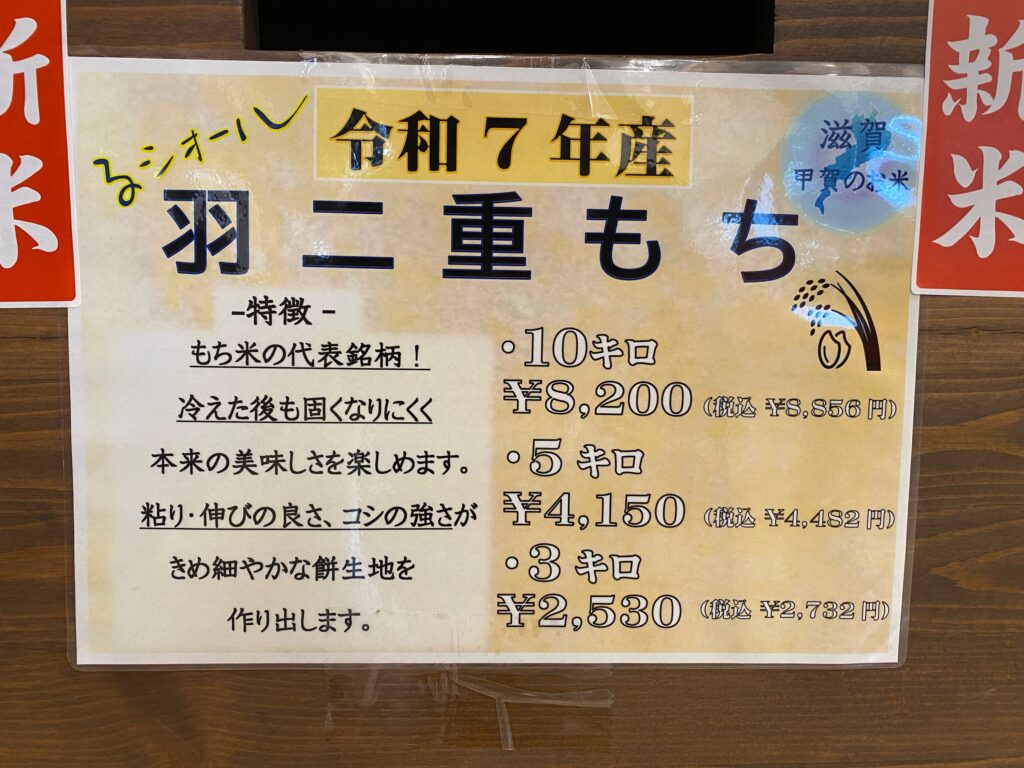 新米
るシオール
令和7年産
滋賀
甲賀のお米
新米
羽二重もち
-特徴-
もち米の代表銘柄！
冷えた後も固くなりにくく
本来の美味しさを楽しめます。
粘り・伸びの良さ、コシの強さが
きめ細やかな餅生地を
作り出します。
・10キロ
¥8,200(税込 ¥8,856円)
・5キロ
¥4,150(税込 ¥4,482円)
・3キロ
¥2,530(税込 ¥2,732円)